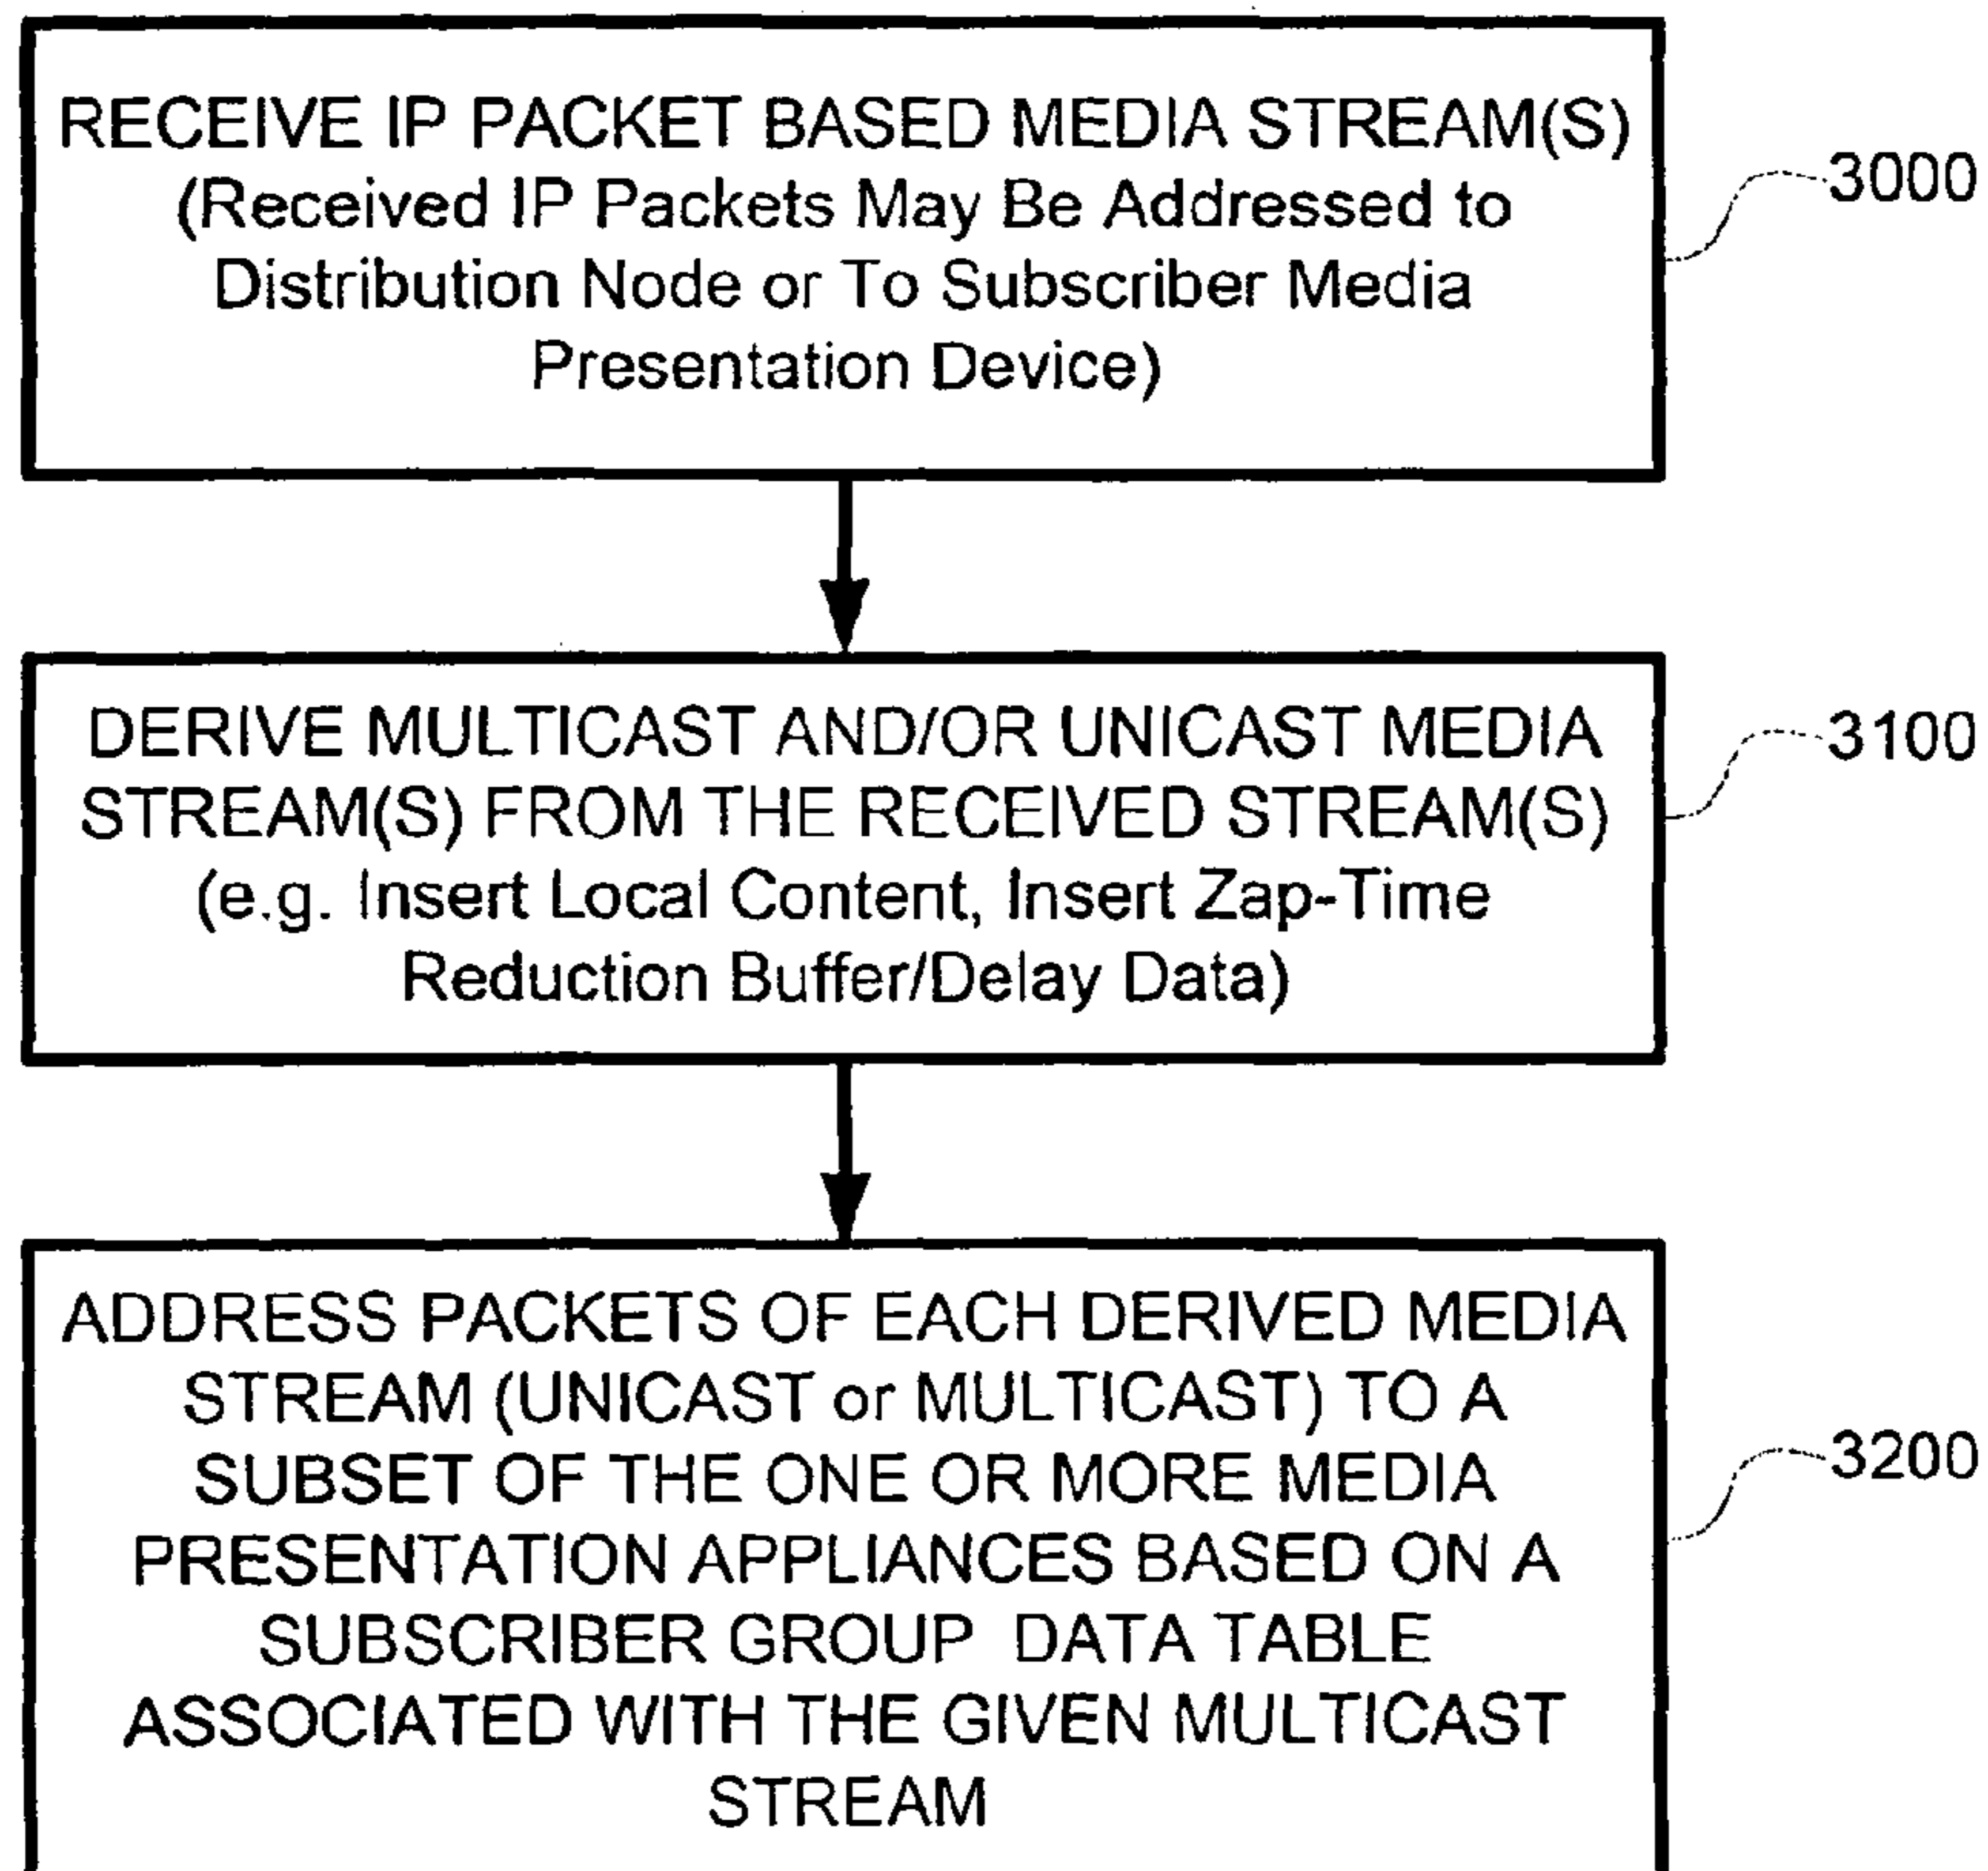 RECEIVE IP PACKET BASED MEDIA STREAM(S)
(Received IP Packets May Be Addressed to
Distribution Node or To Subscriber Media
Presentation Device)
3000
DERIVE MULTICAST AND/OR UNICAST MEDIA
STREAM(S) FROM THE RECEIVED STREAM(S)
(e.g. Insert Local Content, Insert Zap-Time
Reduction Buffer/Delay Data)
3100
ADDRESS PACKETS OF EACH DERIVED MEDIA
STREAM (UNICAST or MULTICAST) TO A
SUBSET OF THE ONE OR MORE MEDIA
PRESENTATION APPLIANCES BASED ON A
SUBSCRIBER GROUP DATA TABLE
ASSOCIATED WITH THE GIVEN MULTICAST
STREAM
3200